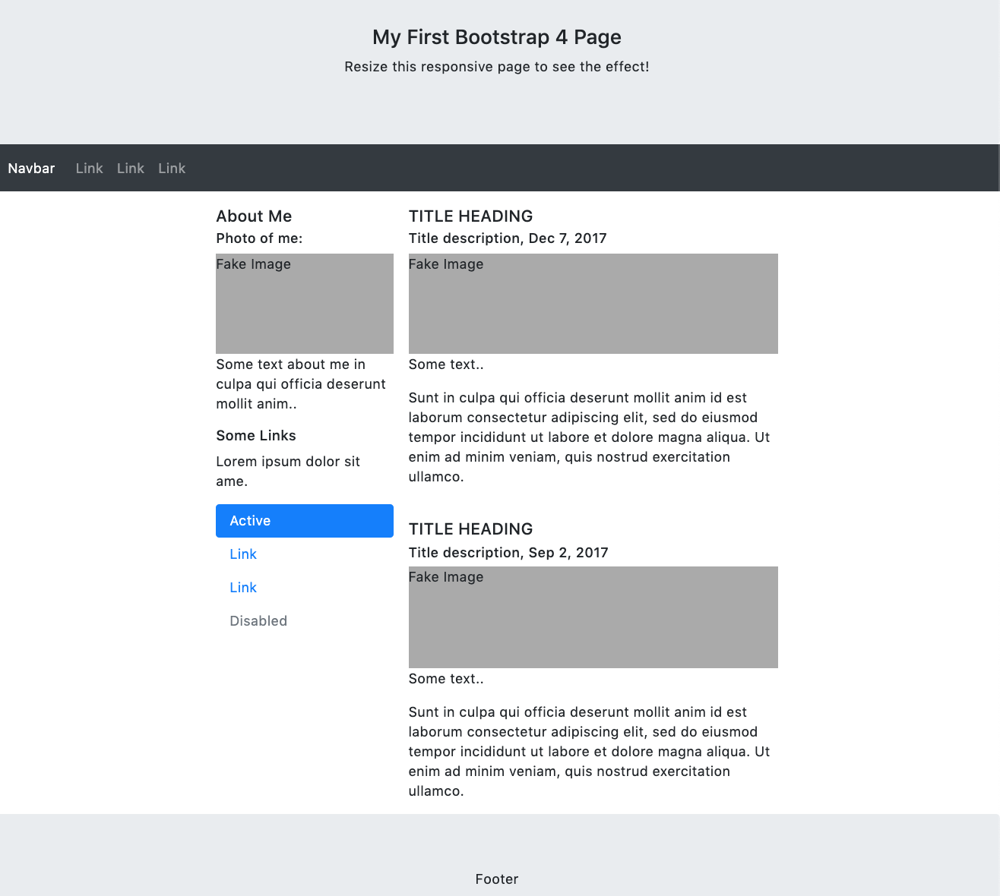 My First Bootstrap 4 Page
Resize this responsive page to see the effect!
Navbar Link Link Link
About Me
Photo of me:
Fake Image
Some text about me in
culpa qui officia deserunt
mollit anim..
Some Links
Lorem ipsum dolor sit
ame.
Active
Link
Link
Disabled
TITLE HEADING
Title description, Dec 7, 2017
Fake Image
Some text..
Sunt in culpa qui officia deserunt mollit anim id est
laborum consectetur adipiscing elit, sed do eiusmod
tempor incididunt ut labore et dolore magna aliqua. Ut
enim ad minim veniam, quis nostrud exercitation
ullamco.
TITLE HEADING
Title description, Sep 2, 2017
Fake Image
Some text..
Sunt in culpa qui officia deserunt mollit anim id est
laborum consectetur adipiscing elit, sed do eiusmod
tempor incididunt ut labore et dolore magna aliqua. Ut
enim ad minim veniam, quis nostrud exercitation
ullamco.
Footer